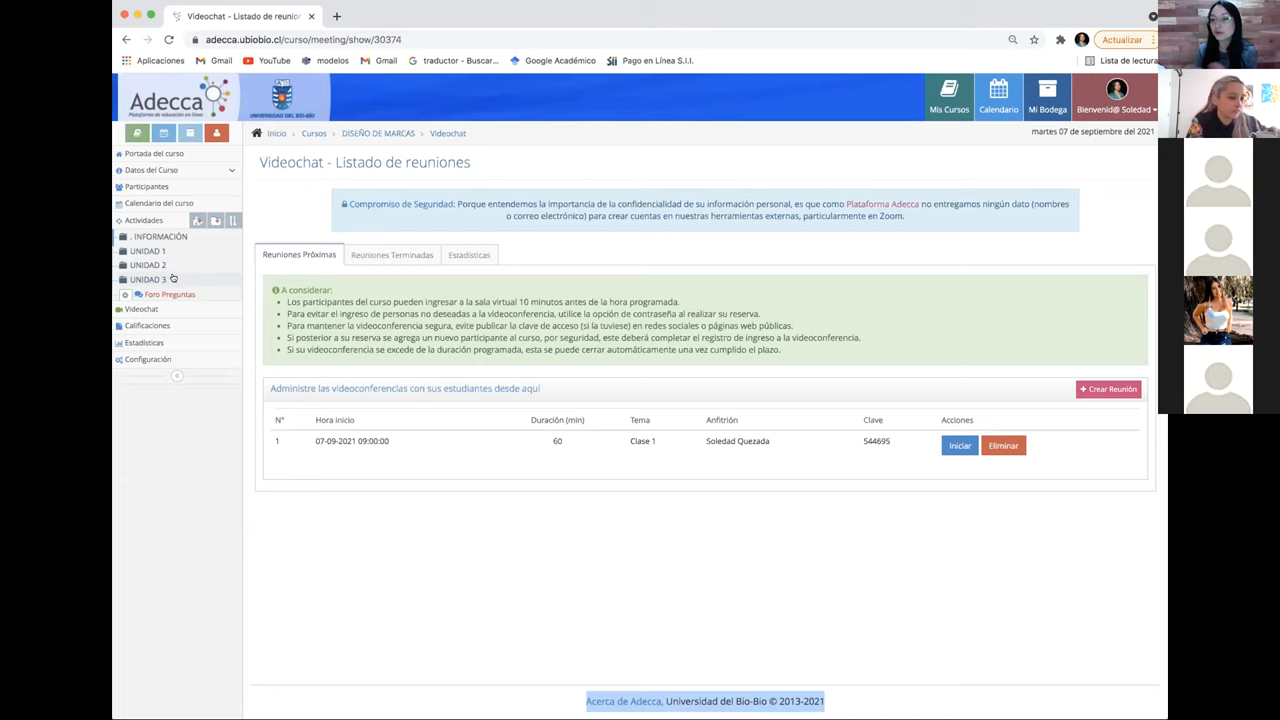 Videochat - Listado de reunion
adecca.ubiobio.cl/curso/meeting/show/30374
Actualizar
Aplicaciones
Gmail
YouTube
modelos
Gmail
traductor - Buscar...
Google Académico
Pago en Línea S.I.I.
Lista de lectura
Adecca
Plataforma de educación en línea
UNIVERSIDAD DEL BIO-BIO
Mis Cursos
Calendario
Mi Bodega
Bienvenid@ Soledad
Inicio > Cursos > DISEÑO DE MARCAS > Videochat
martes 07 de septiembre del 2021
Portada del curso
Datos del Curso
Participantes
Calendario del curso
Actividades
. INFORMACIÓN
UNIDAD 1
UNIDAD 2
UNIDAD 3
Foro Preguntas
Videochat
Calificaciones
Estadísticas
Configuración
Videochat - Listado de reuniones
Compromiso de Seguridad: Porque entendemos la importancia de la confidencialidad de su información personal, es que como Plataforma Adecca no entregamos ningún dato (nombres
o correo electrónico) para crear cuentas en nuestras herramientas externas, particularmente en Zoom.
Reuniones Próximas
Reuniones Terminadas
Estadísticas
A considerar:
• Los participantes del curso pueden ingresar a la sala virtual 10 minutos antes de la hora programada.
• Para evitar el ingreso de personas no deseadas a la videoconferencia, utilice la opción de contraseña al realizar su reserva.
• Para mantener la videoconferencia segura, evite publicar la clave de acceso (si la tuviese) en redes sociales o páginas web públicas.
• Si posterior a su reserva se agrega un nuevo participante al curso, por seguridad, este deberá completar el registro de ingreso a la videoconferencia.
• Si su videoconferencia se excede de la duración programada, esta se puede cerrar automáticamente una vez cumplido el plazo.
Administre las videoconferencias con sus estudiantes desde aquí
+ Crear Reunión
N° Hora inicio Duración (min) Tema Anfitrión Clave Acciones
1 07-09-2021 09:00:00 60 Clase 1 Soledad Quezada 544695 Iniciar Eliminar
Acerca de Adecca, Universidad del Bio-Bio © 2013-2021